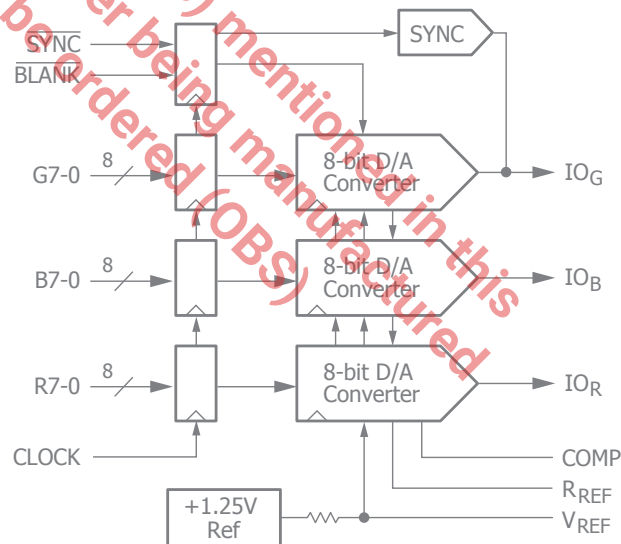 SYNC
SYNC
BLANK
G7-0 8
8-bit D/A
Converter
IOG
B7-0 8
8-bit D/A
Converter
IOB
R7-0 8
8-bit D/A
Converter
IOR
CLOCK
COMP
RREF
+1.25V
Ref
VREF
) mentioned in this
er being manufactured
be ordered (OBS)